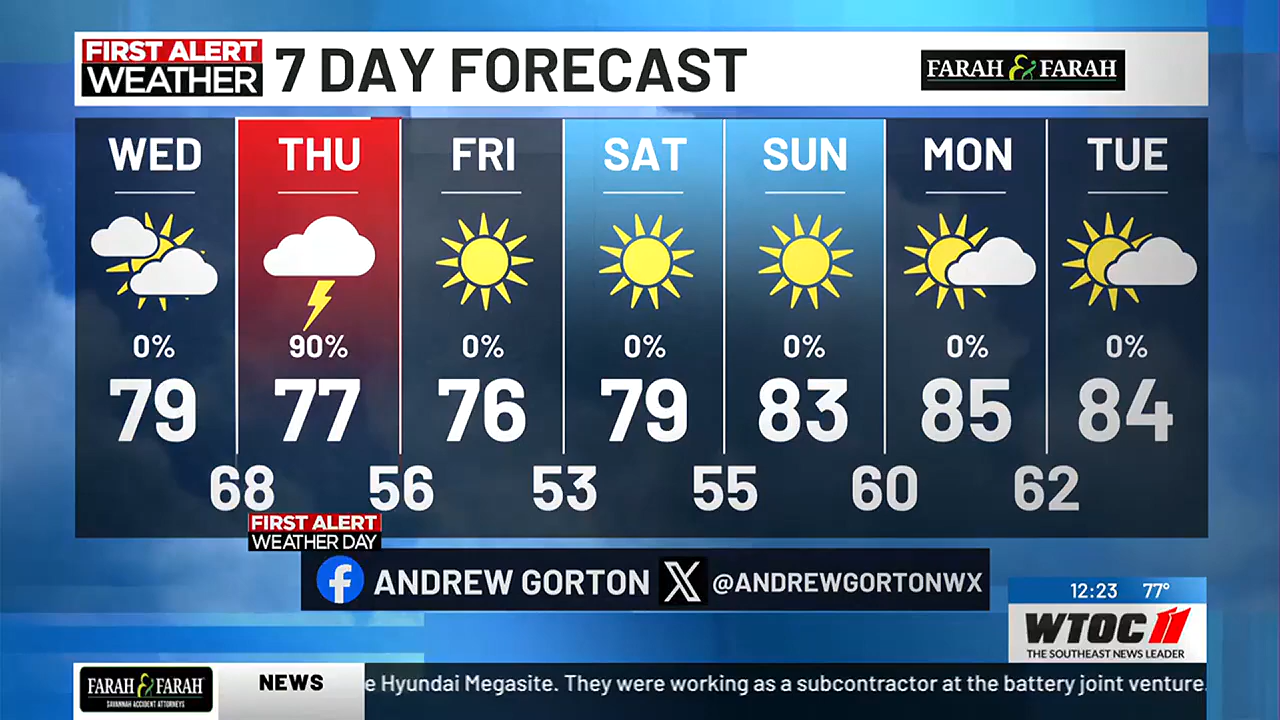 FIRST ALERT
WEATHER
7 DAY FORECAST
FARAH & FARAH
WED THU FRI SAT SUN MON TUE
0% 90% 0% 0% 0% 0% 0%
79 77 76 79 83 85 84
68 56 53 55 60 62
FIRST ALERT
WEATHER DAY
ANDREW GORTON X @ANDREWGORTONWX
12:23 77°
WTOC 11
THE SOUTHEAST NEWS LEADER
FARAH & FARAH
SAVANNAH ACCIDENT ATTORNEYS
NEWS
e Hyundai Megasite. They were working as a subcontractor at the battery joint venture.